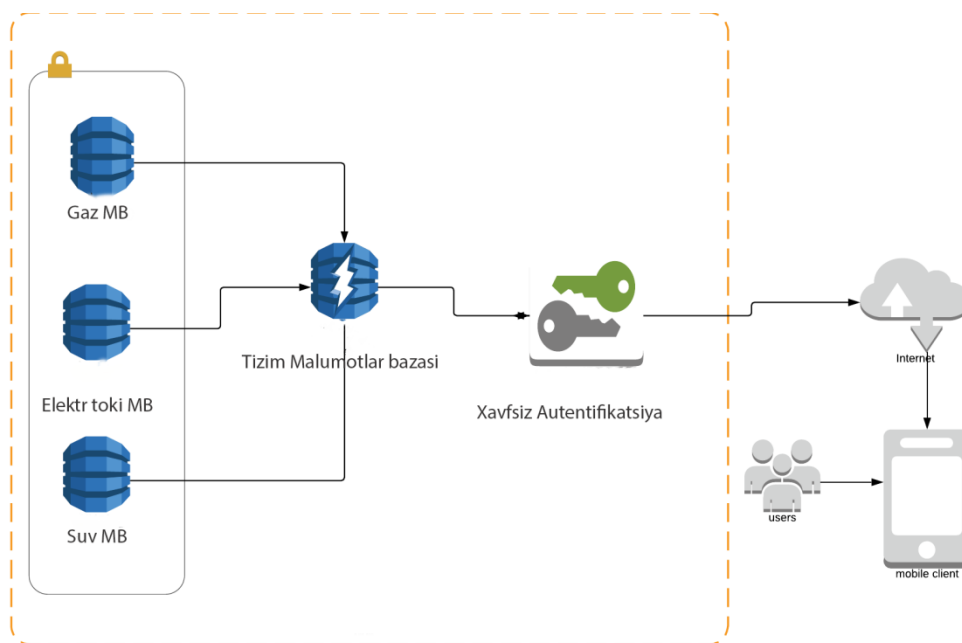 Gaz MB
Elektr toki MB
Suv MB
Tizim Malumotlar bazasi
Xavfsiz Autentifikatsiya
Internet
users
mobile client